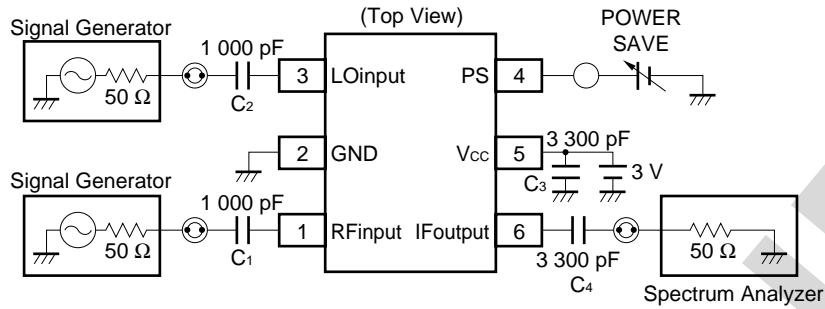 (Top View)
Signal Generator
50 Ω
1 000 pF
C2
3 LOinput
PS 4
POWER
SAVE
2 GND
VCC 5
3 300 pF
C3
3 V
Signal Generator
50 Ω
1 000 pF
C1
1 RFinput
IFoutput 6
3 300 pF
C4
50 Ω
Spectrum Analyzer